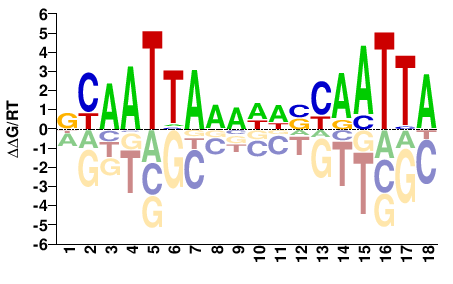 6
5
4
3
2
1
0
-1
-2
-3
-4
-5
-6
ΔΔG/RT
G C A A T T A A A A A C C A A T T A
T T T G T G C T
A A C G A T G C T C C T A A C G A A T
G T T C G C G T T C G
G G C G
1 2 3 4 5 6 7 8 9 10 11 12 13 14 15 16 17 18